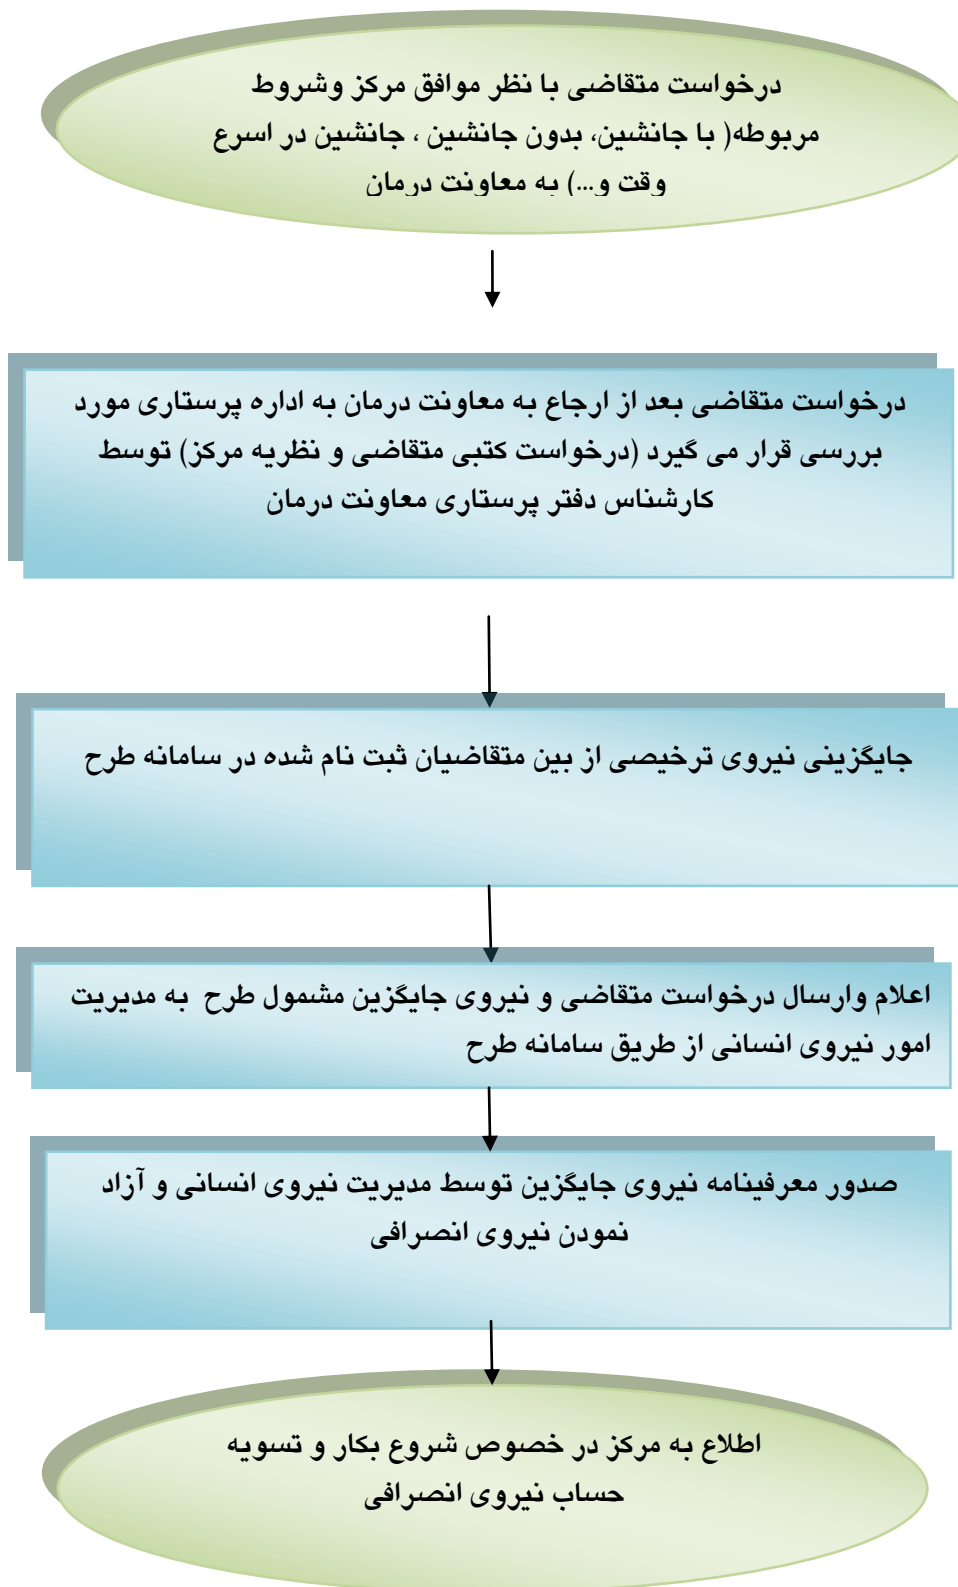 درخواست متقاضی با نظر موافق مرکز وشروط
مربوطه( با جانشین، بدون جانشین ، جانشین در اسرع
وقت و...) به معاونت درمان
درخواست متقاضی بعد از ارجاع به معاونت درمان به اداره پرستاری مورد
بررسی قرار می گیرد (درخواست کتبی متقاضی و نظریه مرکز) توسط
کارشناس دفتر پرستاری معاونت درمان
جایگزینی نیروی ترخیصی از بین متقاضیان ثبت نام شده در سامانه طرح
اعلام وارسال درخواست متقاضی و نیروی جایگزین مشمول طرح به مدیریت
امور نیروی انسانی از طریق سامانه طرح
صدور معرفینامه نیروی جایگزین توسط مدیریت نیروی انسانی و آزاد
نمودن نیروی انصرافی
اطلاع به مرکز در خصوص شروع بکار و تسویه
حساب نیروی انصرافی